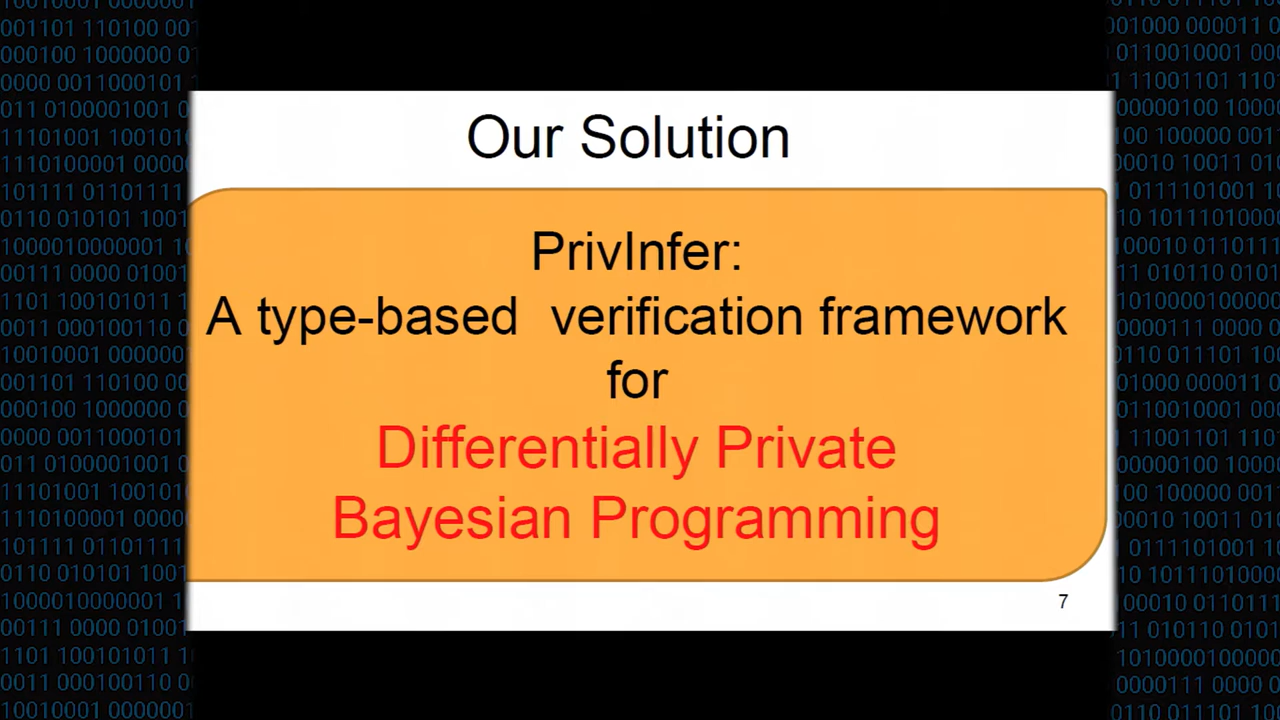 Our Solution
PrivInfer:
A type-based verification framework
for
Differentially Private
Bayesian Programming
7